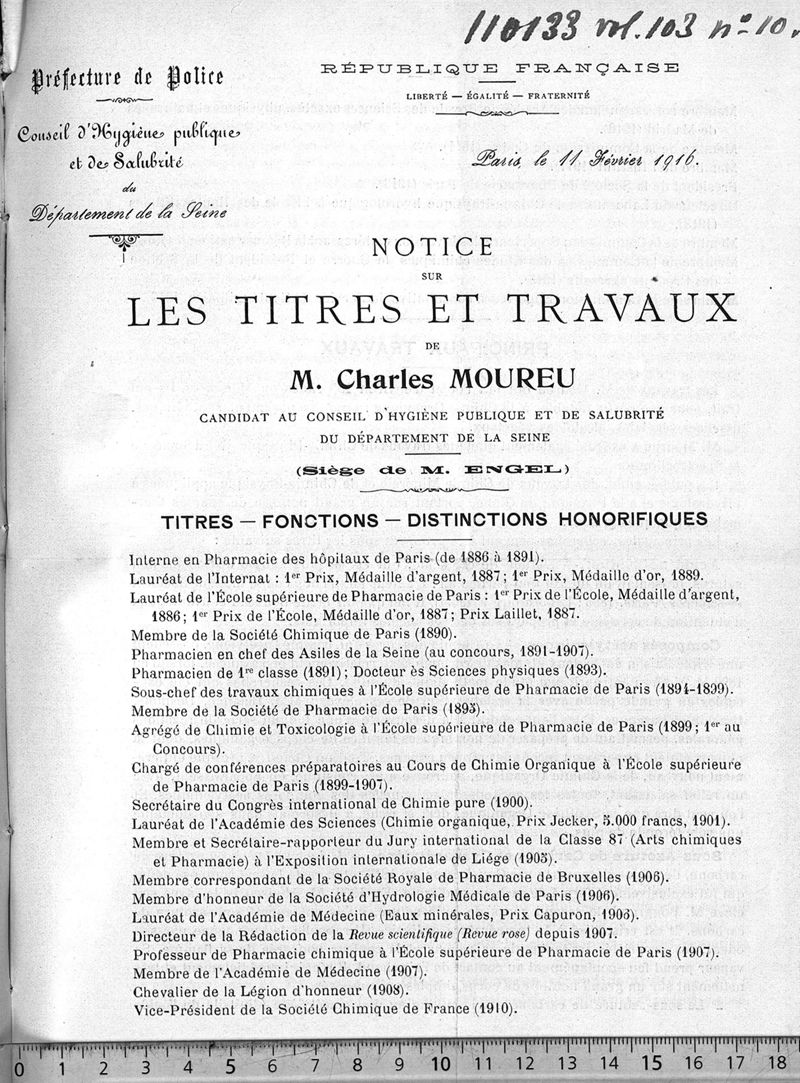 110133 vol. 103 nº 10.
Préfecture de Police
Conseil d'Hygiène publique
et de Salubrité
du
Département de la Seine
RÉPUBLIQUE FRANÇAISE
LIBERTÉ — ÉGALITÉ — FRATERNITÉ
Paris, le 11 Février 1916.
NOTICE
SUR
LES TITRES ET TRAVAUX
DE
M. Charles MOUREU
CANDIDAT AU CONSEIL D'HYGIÈNE PUBLIQUE ET DE SALUBRITÉ
DU DÉPARTEMENT DE LA SEINE
(Siège de M. ENGEL)
TITRES — FONCTIONS — DISTINCTIONS HONORIFIQUES
Interne en Pharmacie des hôpitaux de Paris (de 1886 à 1891).
Lauréat de l'Internat : 1er Prix, Médaille d'argent, 1887; 1er Prix, Médaille d'or, 1889.
Lauréat de l'École supérieure de Pharmacie de Paris : 1er Prix de l'École, Médaille d'argent,
1886; 1er Prix de l'École, Médaille d'or, 1887; Prix Laillet, 1887.
Membre de la Société Chimique de Paris (1890).
Pharmacien en chef des Asiles de la Seine (au concours, 1891-1907).
Pharmacien de 1re classe (1891); Docteur ès Sciences physiques (1893).
Sous-chef des travaux chimiques à l'École supérieure de Pharmacie de Paris (1894-1899).
Membre de la Société de Pharmacie de Paris (1895).
Agrégé de Chimie et Toxicologie à l'École supérieure de Pharmacie de Paris (1899; 1er au
Concours).
Chargé de conférences préparatoires au Cours de Chimie Organique à l'École supérieure
de Pharmacie de Paris (1899-1907).
Secrétaire du Congrès international de Chimie pure (1900).
Lauréat de l'Académie des Sciences (Chimie organique, Prix Jecker, 5.000 francs, 1901).
Membre et Secrétaire-rapporteur du Jury international de la Classe 87 (Arts chimiques
et Pharmacie) à l'Exposition internationale de Liége (1905).
Membre correspondant de la Société Royale de Pharmacie de Bruxelles (1906).
Membre d'honneur de la Société d'Hydrologie Médicale de Paris (1906).
Lauréat de l'Académie de Médecine (Eaux minérales, Prix Capuron, 1906).
Directeur de la Rédaction de la Revue scientifique (Revue rose) depuis 1907.
Professeur de Pharmacie chimique à l'École supérieure de Pharmacie de Paris (1907).
Membre de l'Académie de Médecine (1907).
Chevalier de la Légion d'honneur (1908).
Vice-Président de la Société Chimique de France (1910).
0 1 2 3 4 5 6 7 8 9 10 11 12 13 14 15 16 17 18